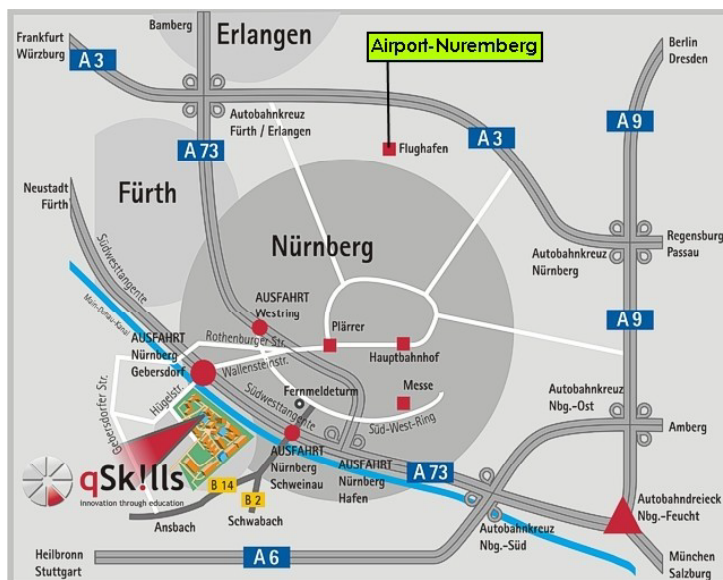 Bamberg
Erlangen
Frankfurt
Würzburg
A 3
Airport-Nuremberg
Berlin
Dresden
A 9
Autobahnkreuz
Fürth / Erlangen
A 73
Flughafen
A 3
Neustadt
Fürth
Fürth
Nürnberg
Autobahnkreuz
Nürnberg
Regensburg
Passau
Südwesttangente
Main-Donau-Kanal
AUSFAHRT
Westring
A 9
AUSFAHRT
Nürnberg
Gebersdorf
Rothenburger Str.
Plärrer
Hauptbahnhof
Wallensteinstr.
Gebersdorfer Str.
Hügelstr.
Fernmeldeturm
Messe
Südwesttangente
Süd-West-Ring
Autobahnkreuz
Nbg.-Ost
Amberg
AUSFAHRT
Nürnberg
Schweinau
AUSFAHRT
Nürnberg
Hafen
A 73
qSk!lls
innovation through education
B 14
B 2
Ansbach
Schwabach
Autobahnkreuz
Nbg.-Süd
Autobahndreieck
Nbg.-Feucht
Heilbronn
Stuttgart
A 6
München
Salzburg